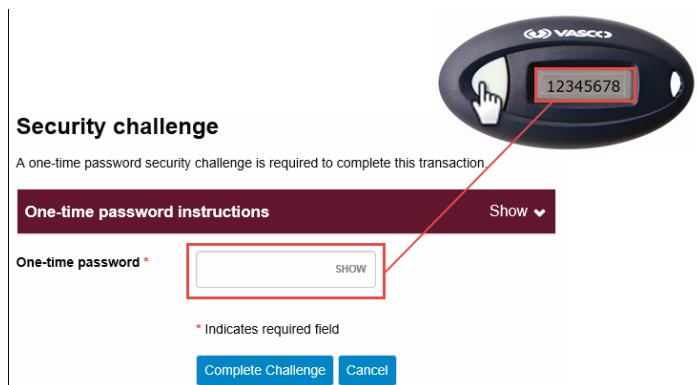 VASCO
12345678
Security challenge
A one-time password security challenge is required to complete this transaction.
One-time password instructions Show
One-time password *
SHOW
* Indicates required field
Complete Challenge Cancel